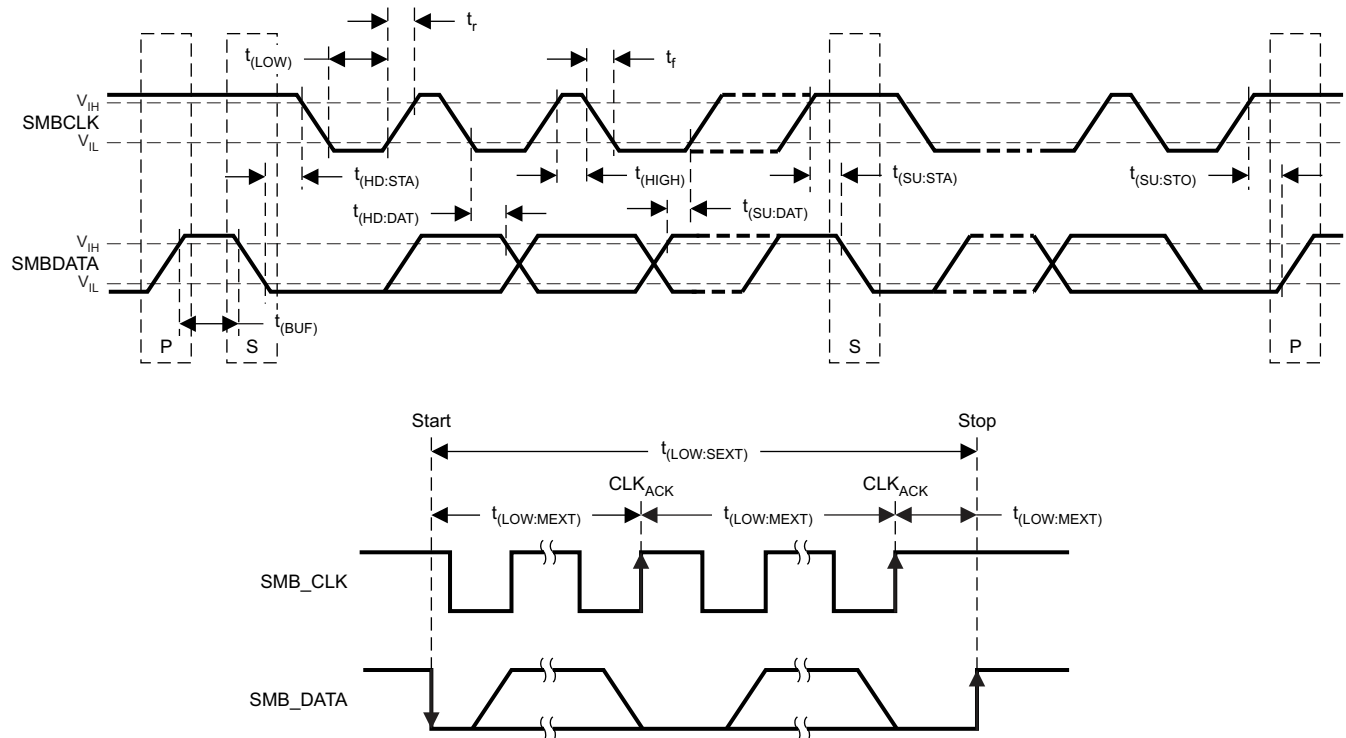 t(LOW)
tr
tf
VIH
SMBCLK
VIL
t(HD:STA)
t(HIGH)
t(SU:STA)
t(SU:STO)
t(HD:DAT)
t(SU:DAT)
VIH
SMBDATA
VIL
t(BUF)
P
S
S
P
Start
Stop
t(LOW:SEXT)
CLKACK
CLKACK
t(LOW:MEXT)
t(LOW:MEXT)
t(LOW:MEXT)
SMB_CLK
SMB_DATA